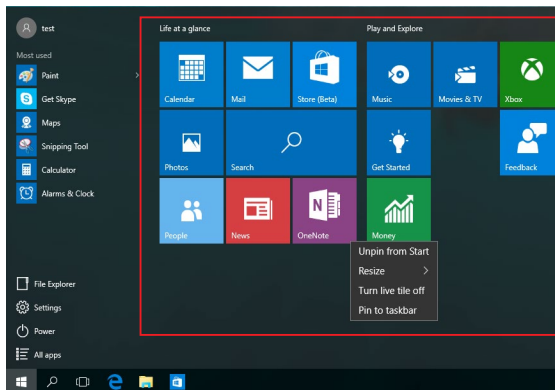 test
Most used
Paint
Get Skype
Maps
Snipping Tool
Calculator
Alarms & Clock
File Explorer
Settings
Power
All apps
Life at a glance
Play and Explore
Calendar
Mail
Store (Beta)
Music
Movies & TV
Xbox
Photos
Search
Get Started
Feedback
People
News
OneNote
Money
Unpin from Start
Resize
Turn live tile off
Pin to taskbar